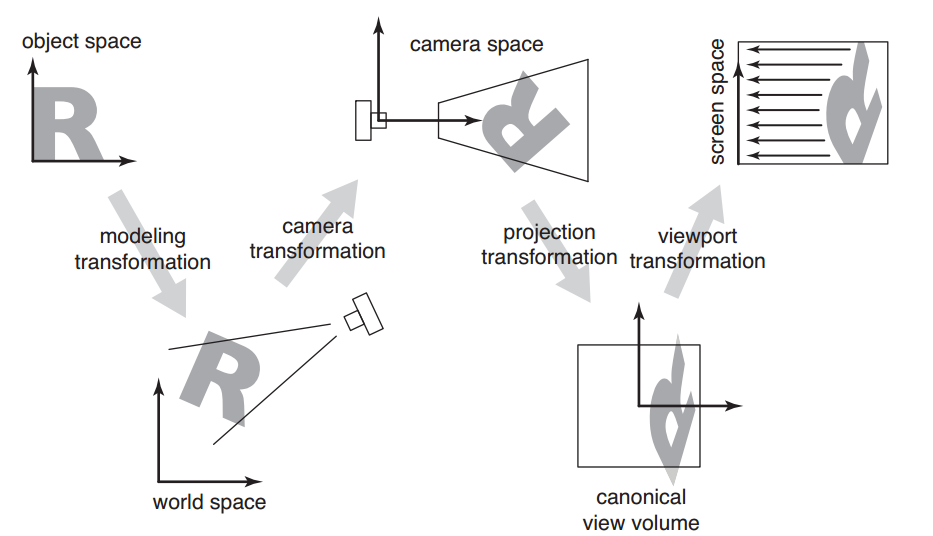 object space
camera space
screen space
modeling
transformation
camera
transformation
projection
transformation
viewport
transformation
world space
canonical
view volume
R
R
R
R
R